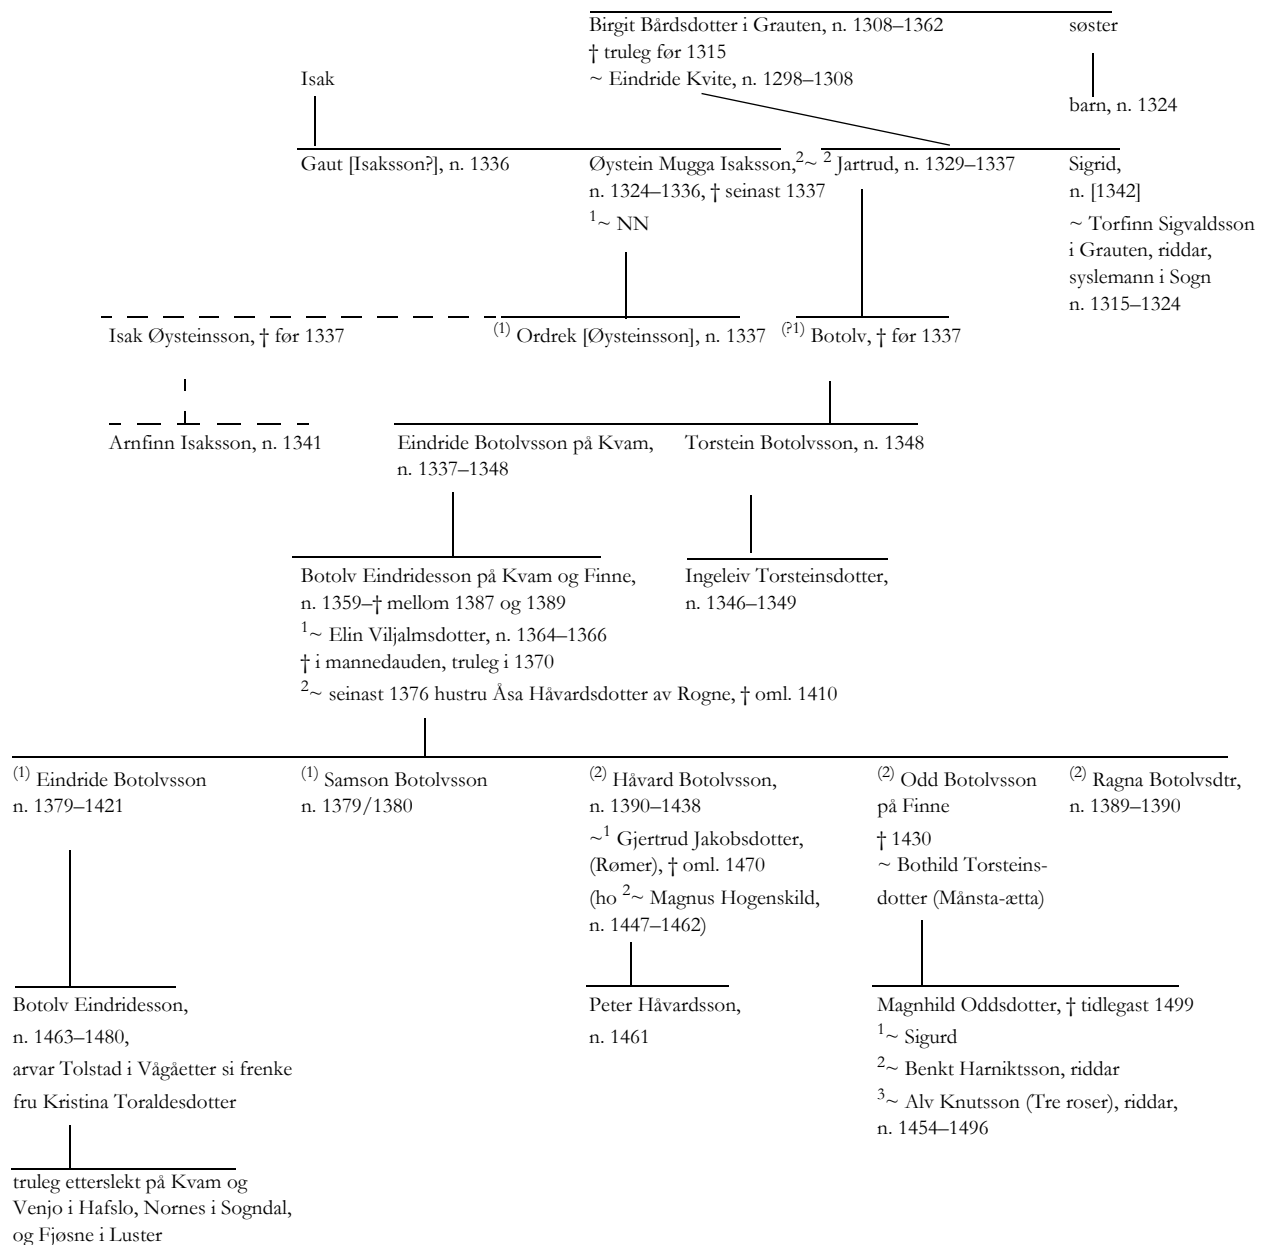 Birgit Bårdsdotter i Grauten, n. 1308–1362
† truleg før 1315
~ Eindride Kvite, n. 1298–1308
søster
barn, n. 1324
Isak
Gaut [Isaksson?], n. 1336
Øystein Mugga Isaksson,²~ ² Jartrud, n. 1329–1337
n. 1324–1336, † seinast 1337
¹~ NN
Sigrid,
n. [1342]
~ Torfinn Sigvaldsson
i Grauten, riddar,
syslemann i Sogn
n. 1315–1324
Isak Øysteinsson, † før 1337
(1) Ordrek [Øysteinsson], n. 1337
(?1) Botolv, † før 1337
Arnfinn Isaksson, n. 1341
Eindride Botolvsson på Kvam,
n. 1337–1348
Torstein Botolvsson, n. 1348
Botolv Eindridesson på Kvam og Finne,
n. 1359–† mellom 1387 og 1389
¹~ Elin Viljalmsdotter, n. 1364–1366
† i mannedauden, truleg i 1370
²~ seinast 1376 hustru Åsa Håvardsdotter av Rogne, † oml. 1410
Ingeleiv Torsteinsdotter,
n. 1346–1349
(1) Eindride Botolvsson
n. 1379–1421
(1) Samson Botolvsson
n. 1379/1380
(2) Håvard Botolvsson,
n. 1390–1438
~¹ Gjertrud Jakobsdotter,
(Rømer), † oml. 1470
(ho ²~ Magnus Hogenskild,
n. 1447–1462)
(2) Odd Botolvsson
på Finne
† 1430
~ Bothild Torsteins-
dotter (Månsta-ætta)
(2) Ragna Botolvsdtr,
n. 1389–1390
Botolv Eindridesson,
n. 1463–1480,
arvar Tolstad i Vågåetter si frenke
fru Kristina Toraldesdotter
Peter Håvardsson,
n. 1461
Magnhild Oddsdotter, † tidlegast 1499
¹~ Sigurd
²~ Benkt Harniktsson, riddar
³~ Alv Knutsson (Tre roser), riddar,
n. 1454–1496
truleg etterslekt på Kvam og
Venjo i Hafslo, Nornes i Sogndal,
og Fjøsne i Luster